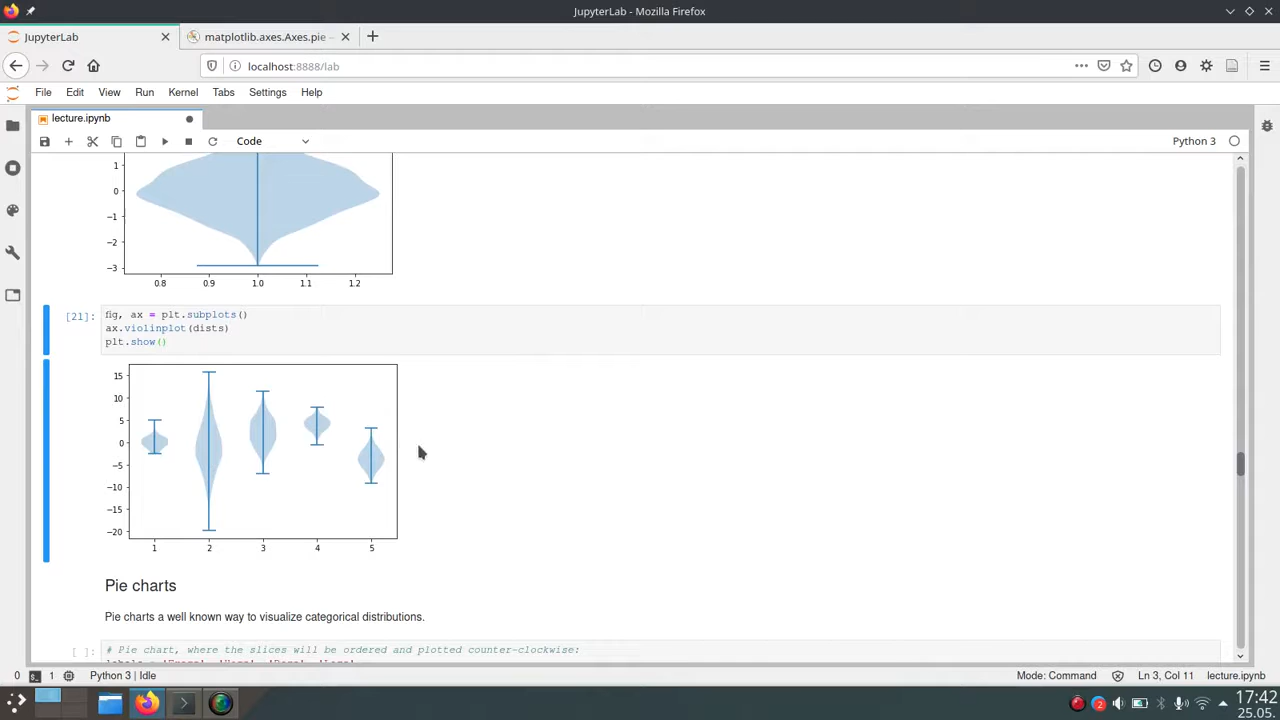 JupyterLab - Mozilla Firefox
JupyterLab
matplotlib.axes.Axes.pie —
localhost:8888/lab
File Edit View Run Kernel Tabs Settings Help
lecture.ipynb
Code
Python 3
1
0
−1
−2
−3
0.8 0.9 1.0 1.1 1.2
[21]:
fig, ax = plt.subplots()
ax.violinplot(dists)
plt.show()
15
10
5
0
−5
−10
−15
−20
1 2 3 4 5
Pie charts
Pie charts a well known way to visualize categorical distributions.
[ ]:
# Pie chart, where the slices will be ordered and plotted counter-clockwise:
0 1 Python 3 | Idle
Mode: Command
Ln 3, Col 11
lecture.ipynb
2
17:42
25.05.